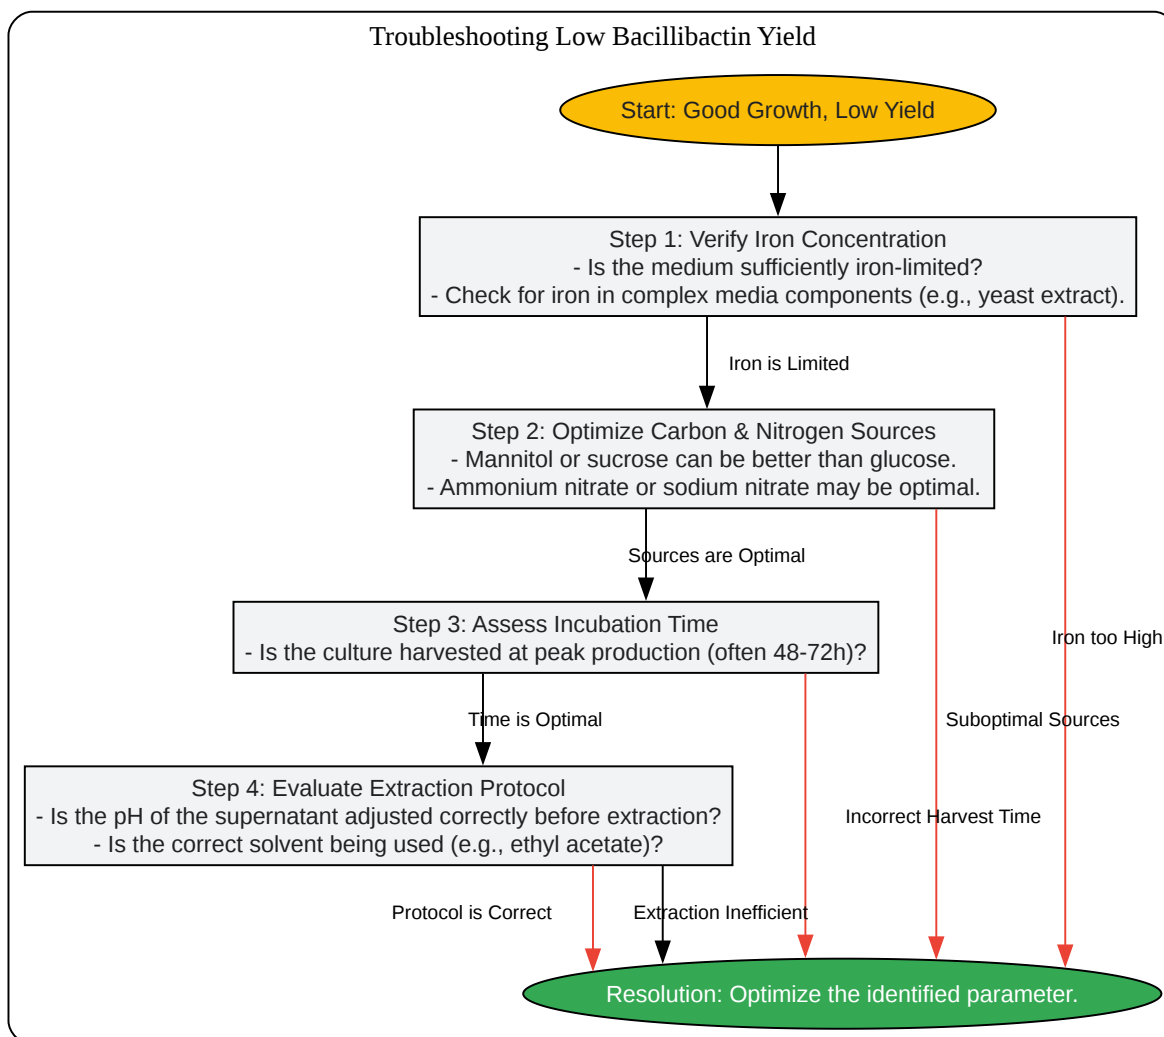 Troubleshooting Low Bacillibactin Yield
Start: Good Growth, Low Yield
Step 1: Verify Iron Concentration
- Is the medium sufficiently iron-limited?
- Check for iron in complex media components (e.g., yeast extract).
Iron is Limited
Step 2: Optimize Carbon & Nitrogen Sources
- Mannitol or sucrose can be better than glucose.
- Ammonium nitrate or sodium nitrate may be optimal.
Sources are Optimal
Step 3: Assess Incubation Time
- Is the culture harvested at peak production (often 48-72h)?
Iron too High
Time is Optimal
Suboptimal Sources
Step 4: Evaluate Extraction Protocol
- Is the pH of the supernatant adjusted correctly before extraction?
- Is the correct solvent being used (e.g., ethyl acetate)?
Incorrect Harvest Time
Protocol is Correct
Extraction Inefficient
Resolution: Optimize the identified parameter.